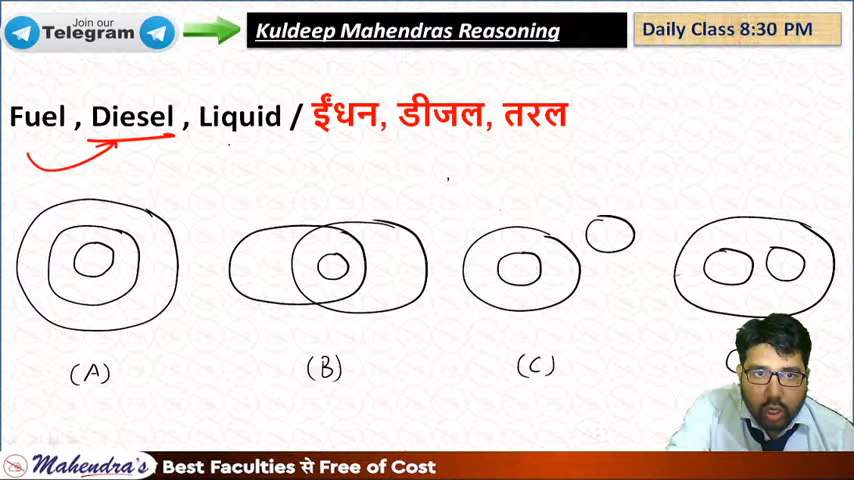 Join our
Telegram
Kuldeep Mahendras Reasoning
Daily Class 8:30 PM
Fuel , Diesel , Liquid / ईंधन, डीजल, तरल
(A) (B) (C)
Mahendra's Best Faculties से Free of Cost